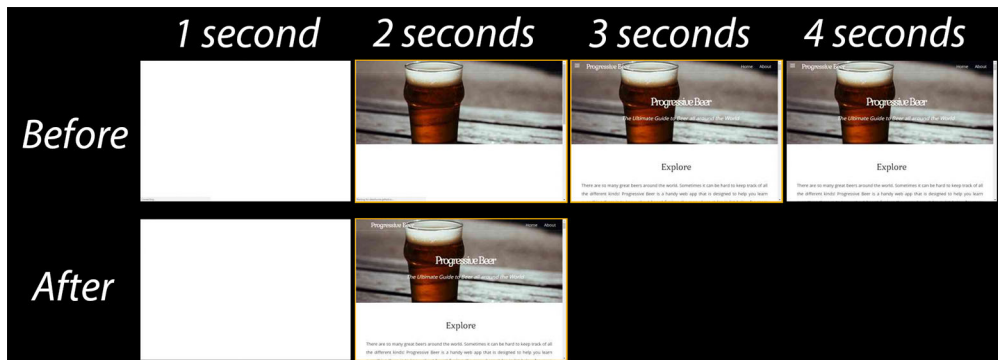 1 second 2 seconds 3 seconds 4 seconds
Before
Progressive Beer Home About
Progressive Beer
The Ultimate Guide to Beer all around the World
Explore
There are so many great beers around the world. Sometimes it can be hard to keep track of all
the different kinds! Progressive Beer is a handy web app that is designed to help you learn
Progressive Beer Home About
Progressive Beer
The Ultimate Guide to Beer all around the World
Explore
There are so many great beers around the world. Sometimes it can be hard to keep track of all
the different kinds! Progressive Beer is a handy web app that is designed to help you learn
After
Progressive Beer Home About
Progressive Beer
The Ultimate Guide to Beer all around the World
Explore
There are so many great beers around the world. Sometimes it can be hard to keep track of all
the different kinds! Progressive Beer is a handy web app that is designed to help you learn